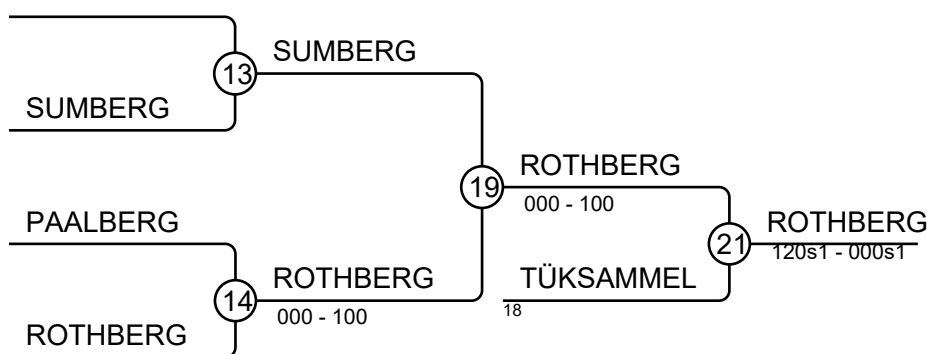 SUMBERG
13
SUMBERG
ROTHBERG
19
000 - 100
PAALBERG
ROTHBERG
21
120s1 - 000s1
ROTHBERG
TÜKSAMMEL
14
18
000 - 100
ROTHBERG